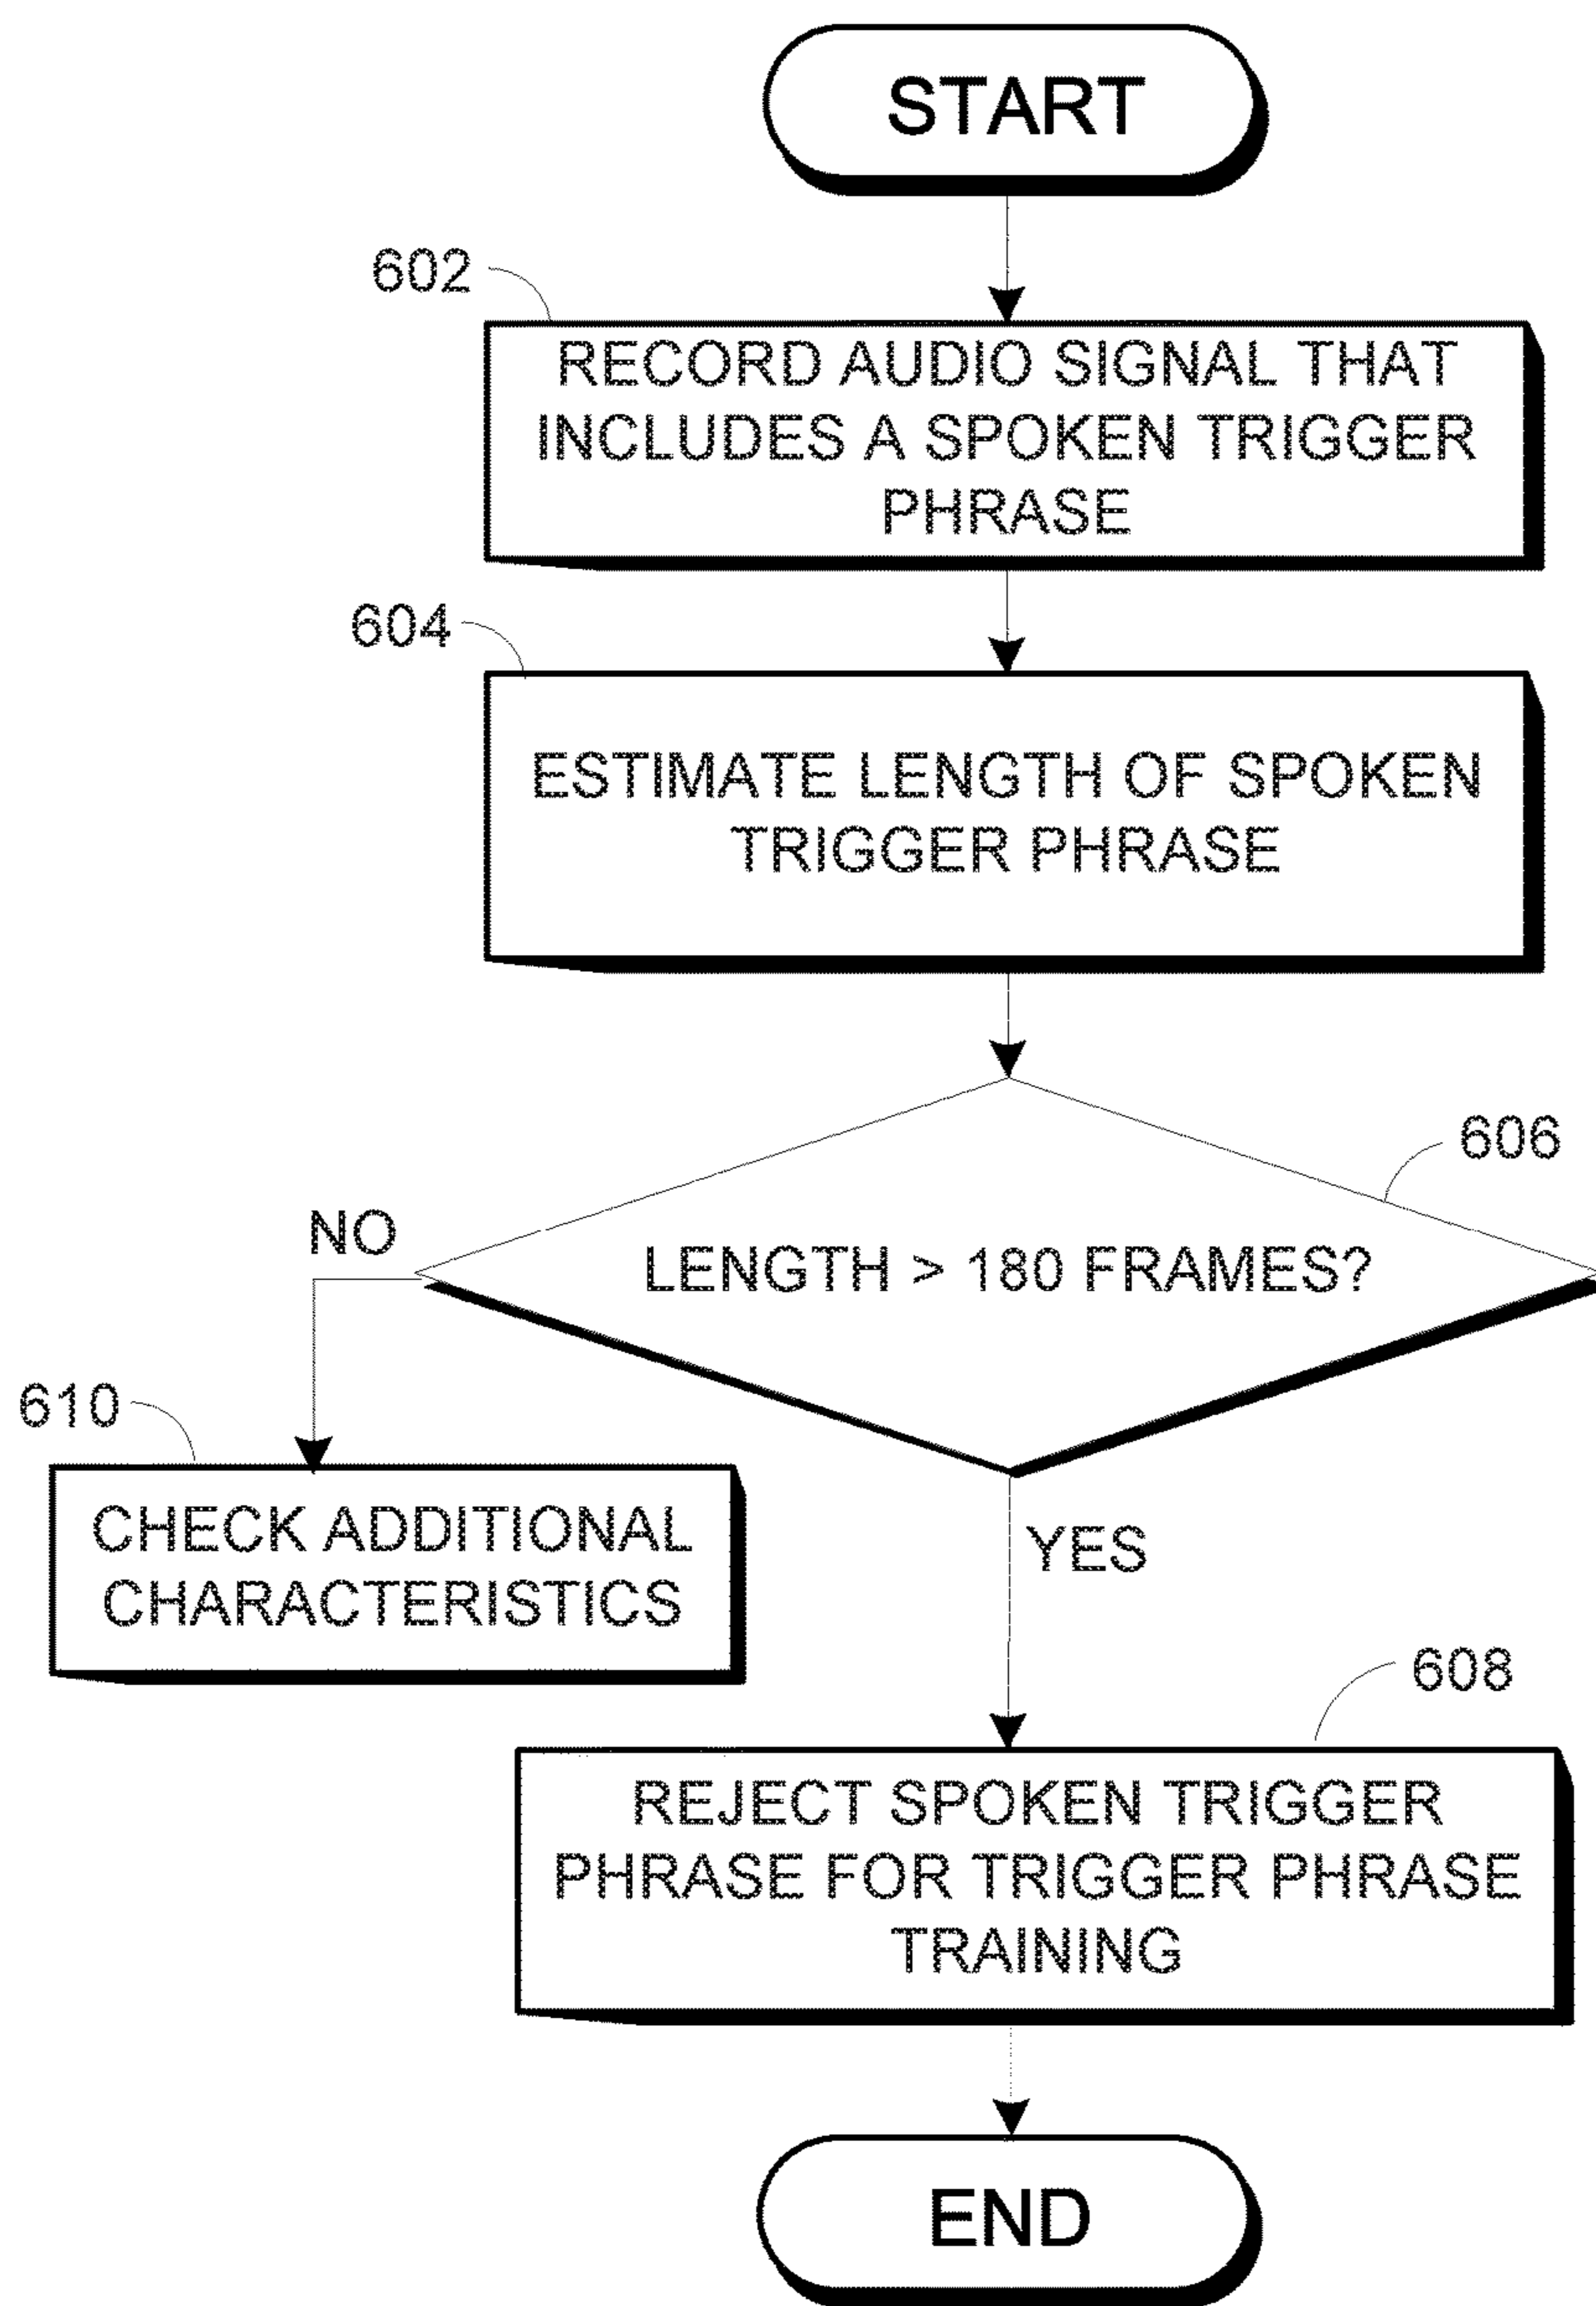 START
602
RECORD AUDIO SIGNAL THAT
INCLUDES A SPOKEN TRIGGER
PHRASE
604
ESTIMATE LENGTH OF SPOKEN
TRIGGER PHRASE
606
NO
LENGTH > 180 FRAMES?
610
CHECK ADDITIONAL
CHARACTERISTICS
YES
608
REJECT SPOKEN TRIGGER
PHRASE FOR TRIGGER PHRASE
TRAINING
END